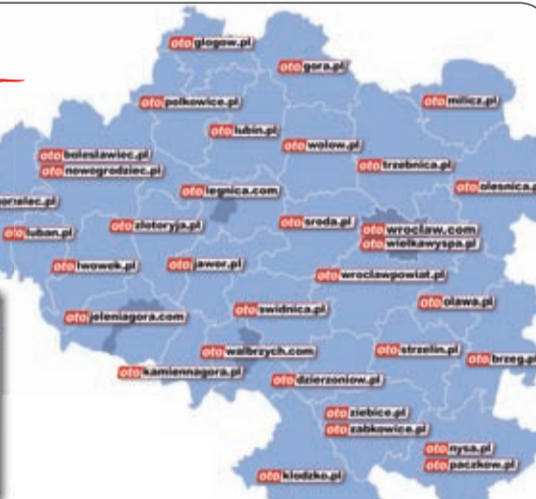 otoglogow.pl
otogora.pl
otopolkowice.pl
otomilicz.pl
otolubin.pl
otowolow.pl
otoboleslawiec.pl
otonowogrodziec.pl
ototrzebnica.pl
otolegnica.com
otoolesnica.p
gorzelec.pl
otoluban.pl
otozlotoryja.pl
otosroda.pl
otowroclaw.com
otowielkawyspa.pl
otolwowek.pl
otojawor.pl
otowroclawpowiat.pl
otojeleniagora.com
otoswidnica.pl
otoolawa.pl
otowalbrzych.com
otostrzelin.pl
otobrzeg.pl
otokamiennagora.pl
otodzierzoniow.pl
otoziebice.pl
otozabkowice.pl
otonysa.pl
otopaczkow.pl
otoklodzko.pl